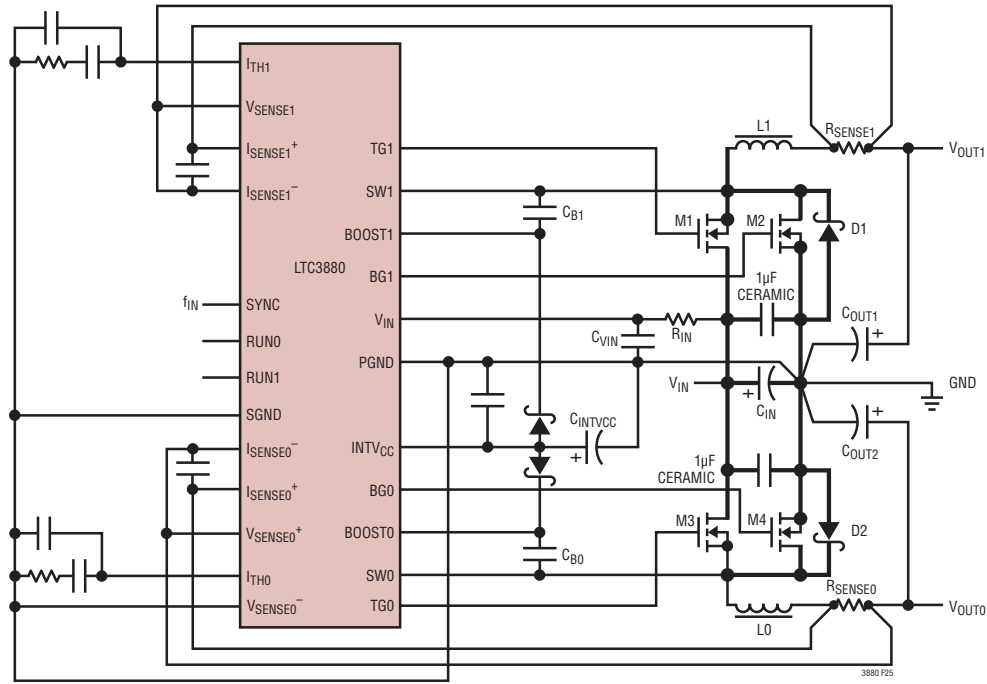 ITH1
VSENSE1
ISENSE1+
ISENSE1–
fIN
SYNC
RUN0
RUN1
SGND
ISENSE0–
ISENSE0+
VSENSE0+
ITH0
VSENSE0–
LTC3880
TG1
SW1
BOOST1
BG1
VIN
PGND
INTVCC
BG0
BOOST0
SW0
TG0
CB1
CVIN
RIN
CINTVCC
+
CB0
L1
RSENSE1
VOUT1
M1
M2
D1
1µF
CERAMIC
COUT1
+
VIN
+
CIN
GND
COUT2
+
1µF
CERAMIC
M3
M4
D2
L0
RSENSE0
VOUT0
3880 F25